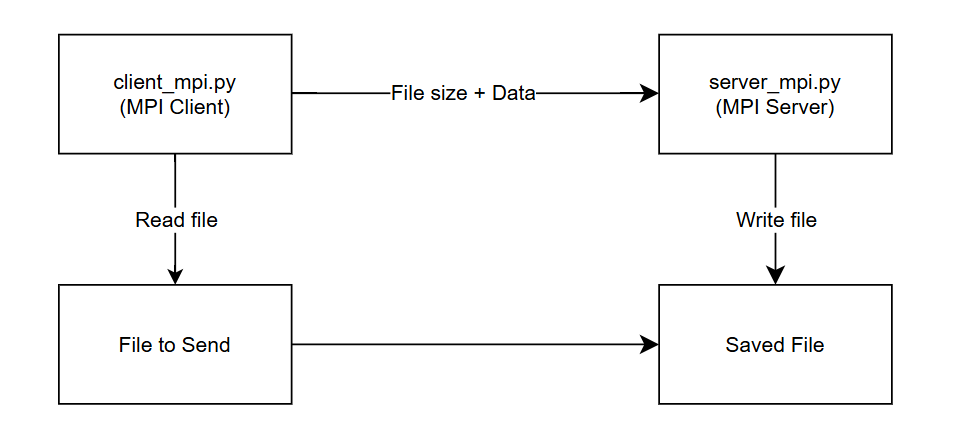 client_mpi.py
(MPI Client)
File size + Data
server_mpi.py
(MPI Server)
Read file
Write file
File to Send
Saved File